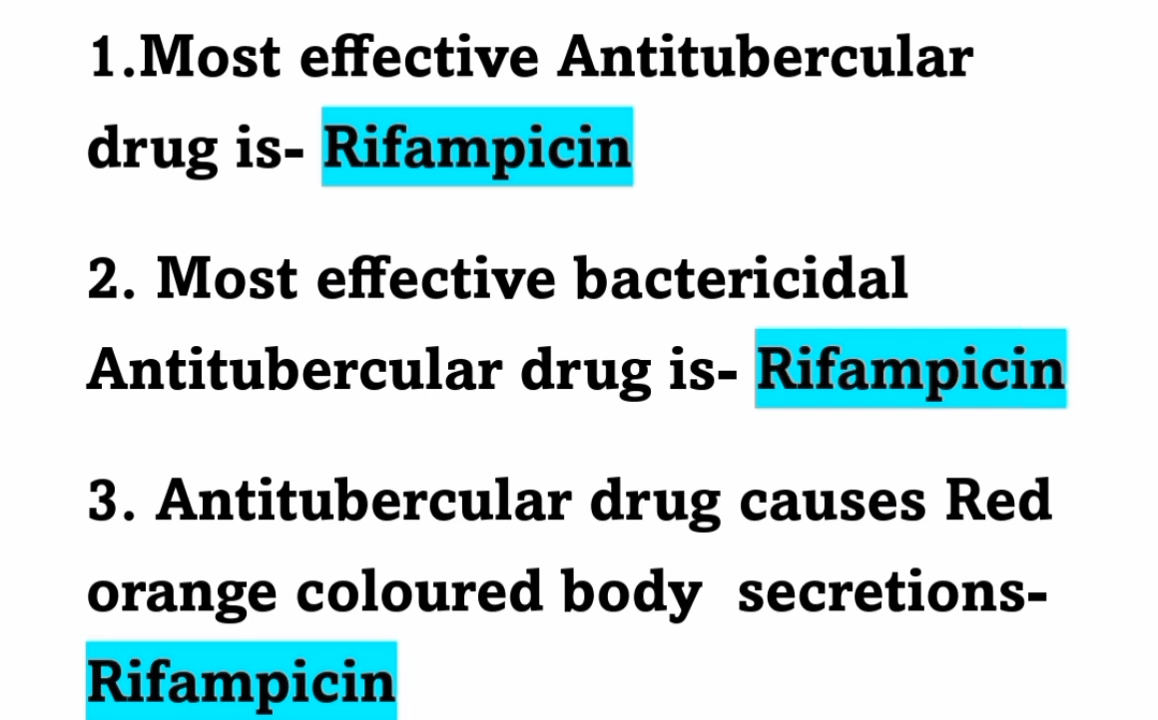 1.Most effective Antitubercular
drug is- Rifampicin
2. Most effective bactericidal
Antitubercular drug is- Rifampicin
3. Antitubercular drug causes Red
orange coloured body  secretions-
Rifampicin